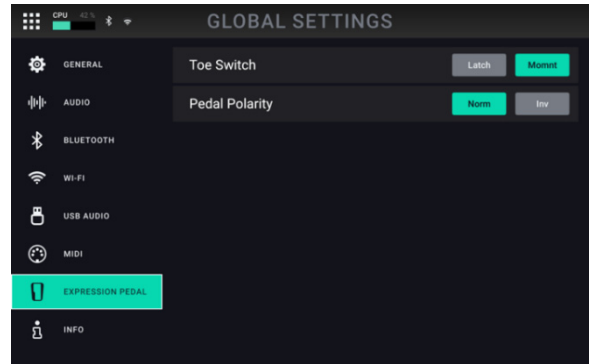 CPU 42 % GLOBAL SETTINGS
GENERAL
AUDIO
BLUETOOTH
WI-FI
USB AUDIO
MIDI
EXPRESSION PEDAL
INFO
Toe Switch Latch Momnt
Pedal Polarity Norm Inv